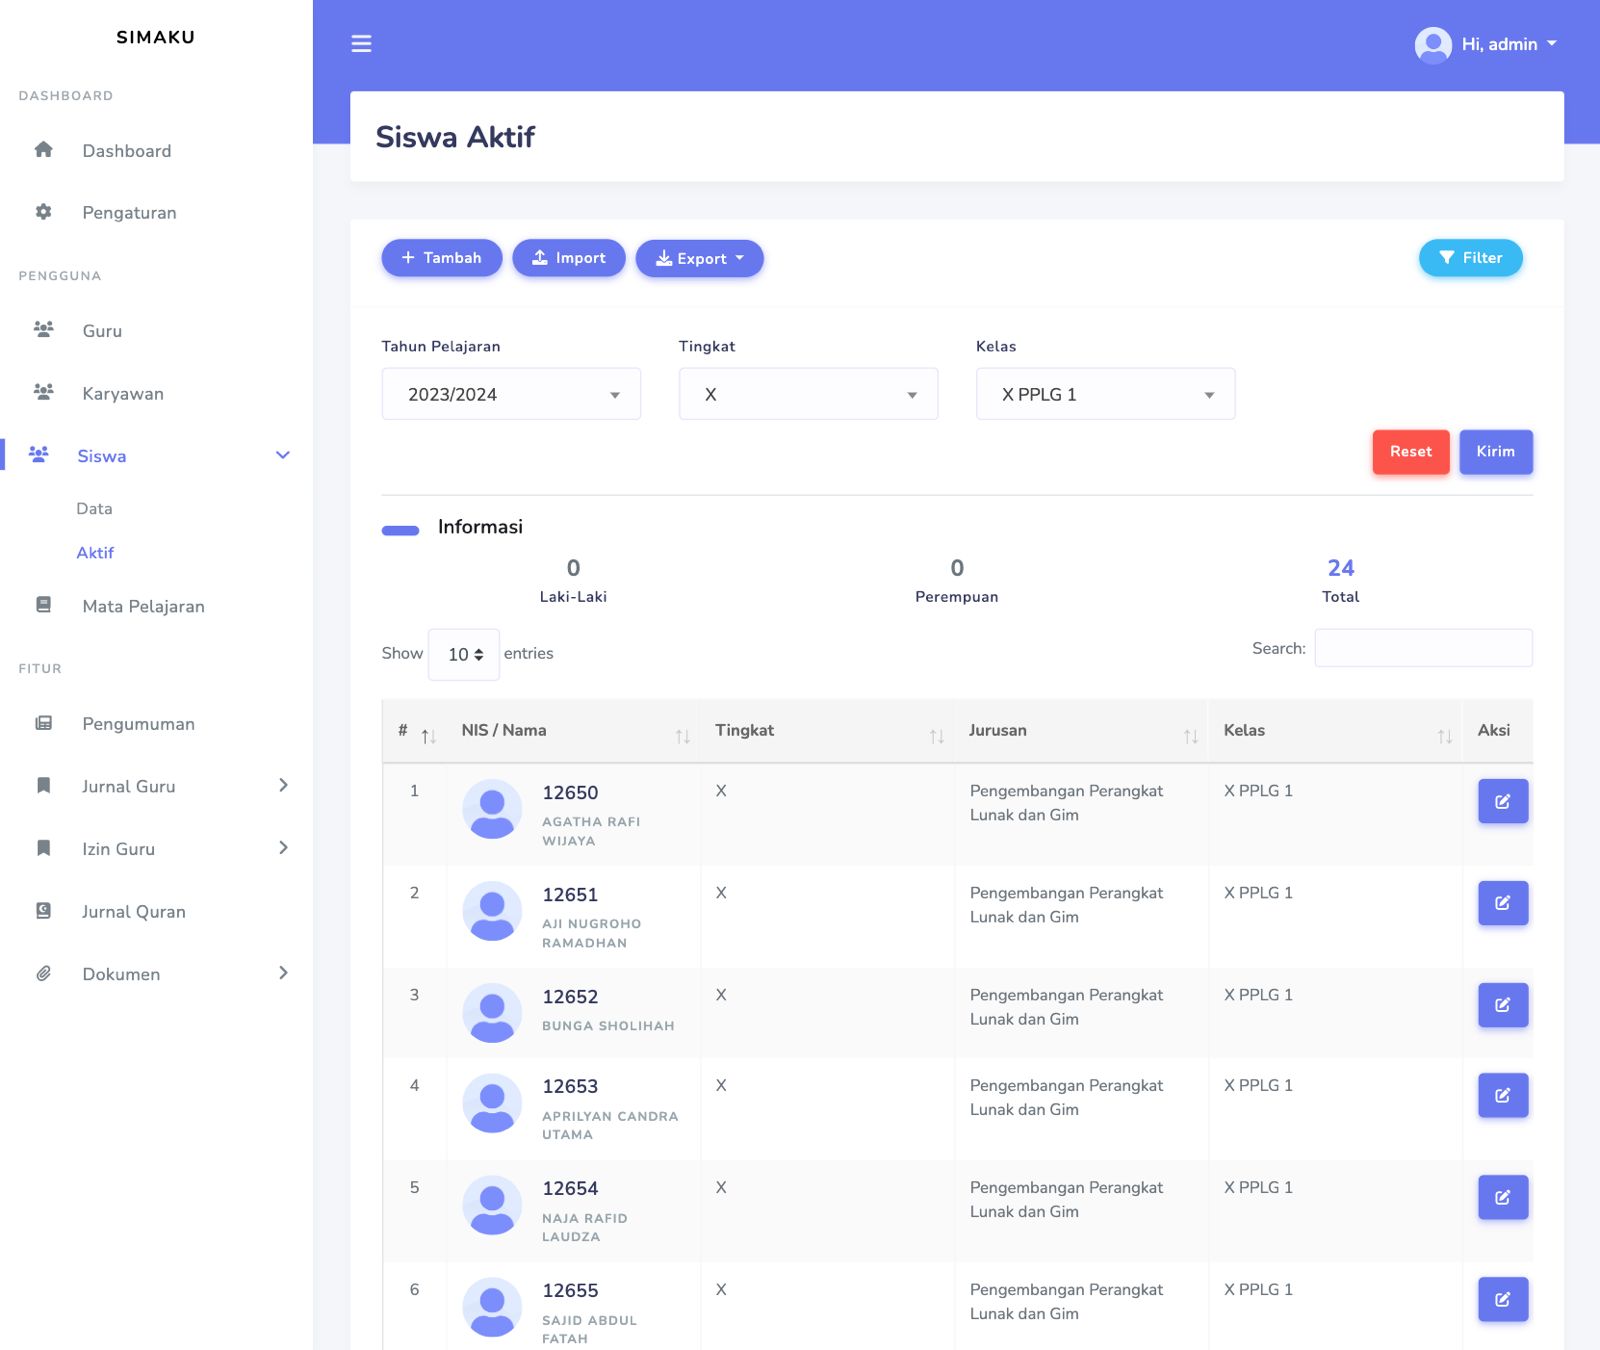 SIMAKU
Hi, admin
DASHBOARD
Dashboard
Pengaturan
PENGGUNA
Guru
Karyawan
Siswa
Data
Aktif
Mata Pelajaran
FITUR
Pengumuman
Jurnal Guru
Izin Guru
Jurnal Quran
Dokumen
Siswa Aktif
Tambah Import Export Filter
Tahun Pelajaran Tingkat Kelas
2023/2024 X X PPLG 1
Reset Kirim
Informasi
0 0 24
Laki-Laki Perempuan Total
Show 10 entries Search:
# NIS / Nama Tingkat Jurusan Kelas Aksi
1 12650 X Pengembangan Perangkat X PPLG 1
AGATHA RAFI Lunak dan Gim
WIJAYA
2 12651 X Pengembangan Perangkat X PPLG 1
AJI NUGROHO Lunak dan Gim
RAMADHAN
3 12652 X Pengembangan Perangkat X PPLG 1
BUNGA SHOLIHAH Lunak dan Gim
4 12653 X Pengembangan Perangkat X PPLG 1
APRILYAN CANDRA Lunak dan Gim
UTAMA
5 12654 X Pengembangan Perangkat X PPLG 1
NAJA RAFID Lunak dan Gim
LAUDZA
6 12655 X Pengembangan Perangkat X PPLG 1
SAJID ABDUL Lunak dan Gim
FATAH